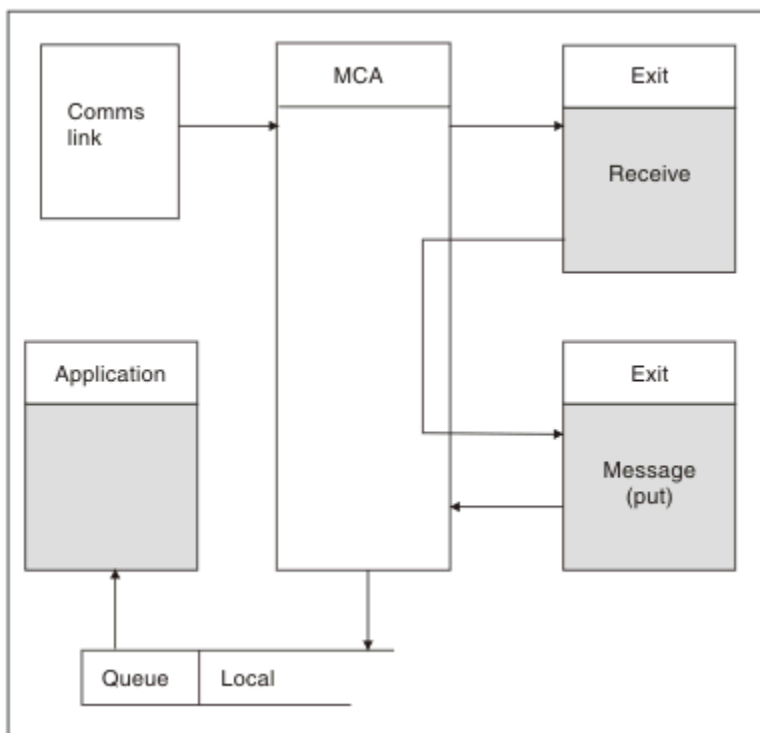 Comms
link
MCA
Exit
Receive
Application
Exit
Message
(put)
Queue
Local